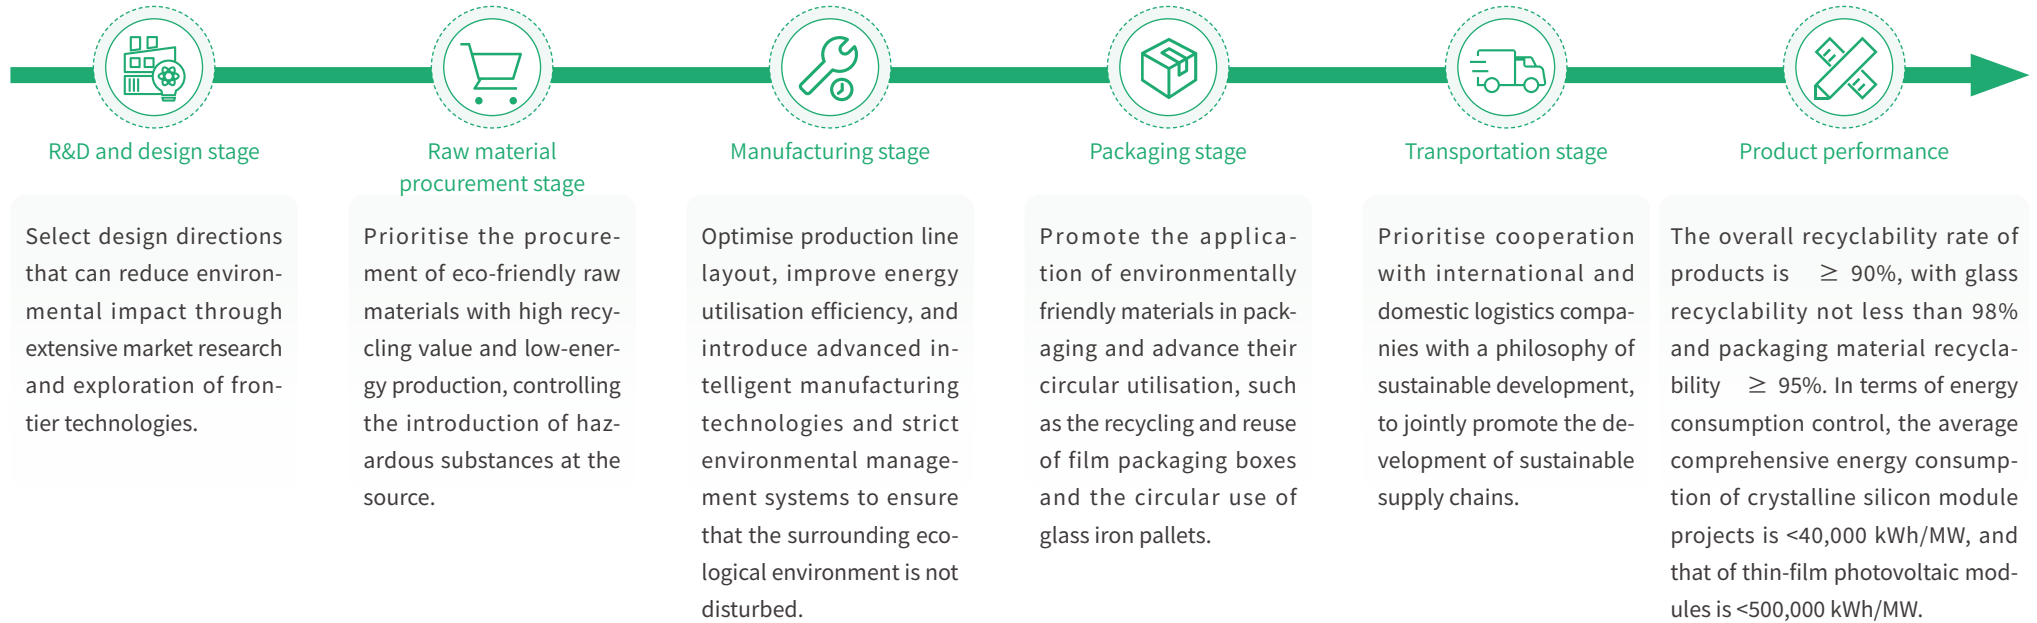 R&D and design stage
Select design directions
that can reduce environ-
mental impact through
extensive market research
and exploration of fron-
tier technologies.
Raw material
procurement stage
Prioritise the procure-
ment of eco-friendly raw
materials with high recy-
cling value and low-ener-
gy production, controlling
the introduction of haz-
ardous substances at the
source.
Manufacturing stage
Optimise production line
layout, improve energy
utilisation efficiency, and
introduce advanced in-
telligent manufacturing
technologies and strict
environmental manage-
ment systems to ensure
that the surrounding eco-
logical environment is not
disturbed.
Packaging stage
Promote the applica-
tion of environmentally
friendly materials in pack-
aging and advance their
circular utilisation, such
as the recycling and reuse
of film packaging boxes
and the circular use of
glass iron pallets.
Transportation stage
Prioritise cooperation
with international and
domestic logistics compa-
nies with a philosophy of
sustainable development,
to jointly promote the de-
velopment of sustainable
supply chains.
Product performance
The overall recyclability rate of
products is ≥ 90%, with glass
recyclability not less than 98%
and packaging material recycla-
bility ≥ 95%. In terms of energy
consumption control, the average
comprehensive energy consump-
tion of crystalline silicon module
projects is <40,000 kWh/MW, and
that of thin-film photovoltaic mod-
ules is <500,000 kWh/MW.